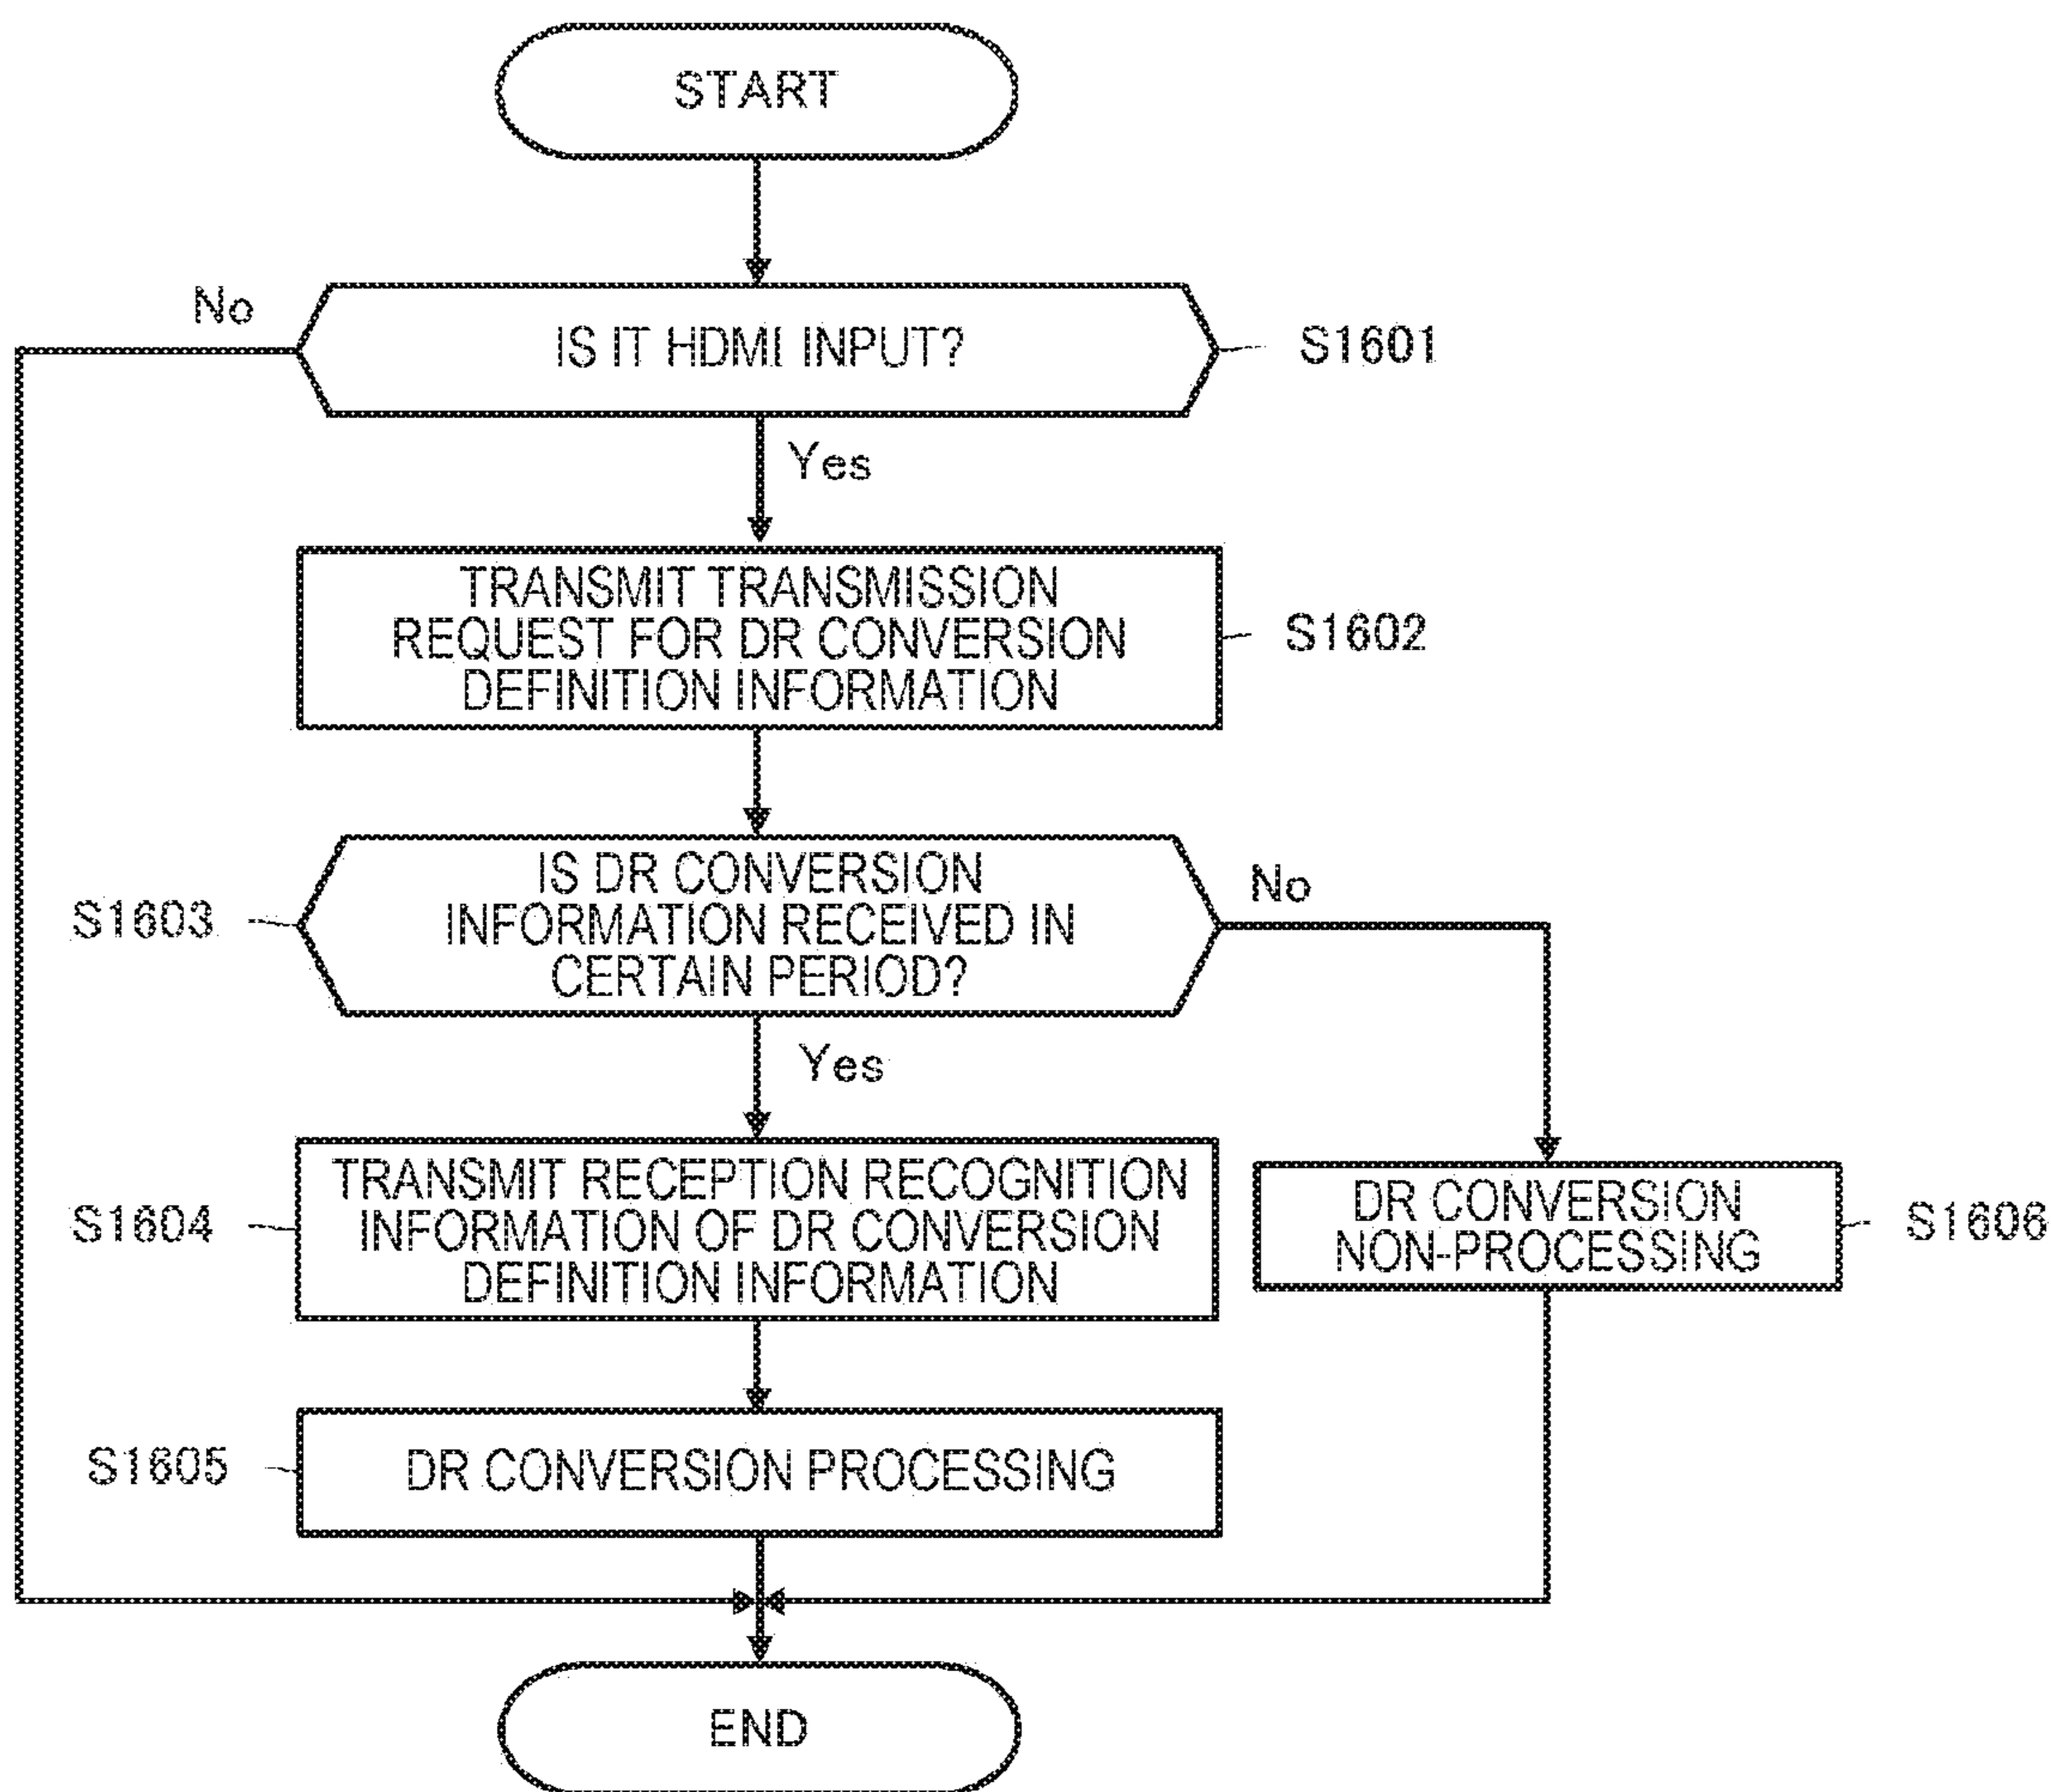 START
No
IS IT HDMI INPUT?
S1601
Yes
TRANSMIT TRANSMISSION
REQUEST FOR DR CONVERSION
DEFINITION INFORMATION
S1602
IS DR CONVERSION
INFORMATION RECEIVED IN
CERTAIN PERIOD?
S1603
No
Yes
TRANSMIT RECEPTION RECOGNITION
INFORMATION OF DR CONVERSION
DEFINITION INFORMATION
S1604
DR CONVERSION
NON-PROCESSING
S1606
S1605
DR CONVERSION PROCESSING
END